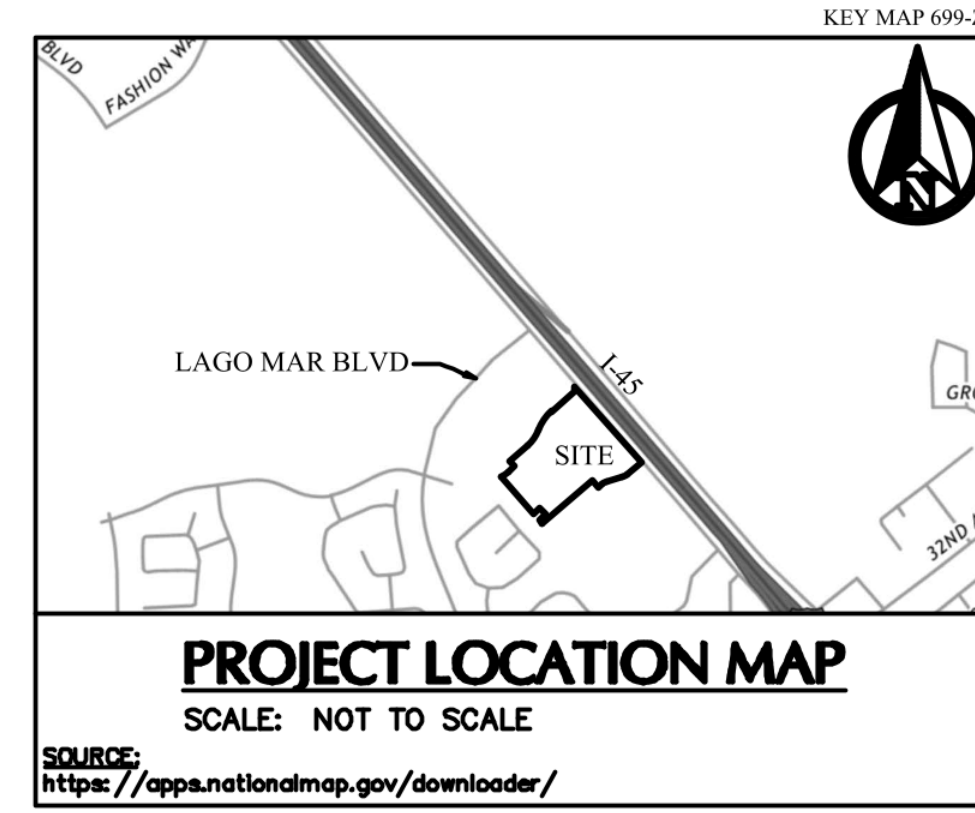 KEY MAP 699-
BLVD
FASHION WA
N
LAGO MAR BLVD
I-45
SITE
GR
32ND
PROJECT LOCATION MAP
SCALE: NOT TO SCALE
SOURCE:
https://apps.nationalmap.gov/downloader/